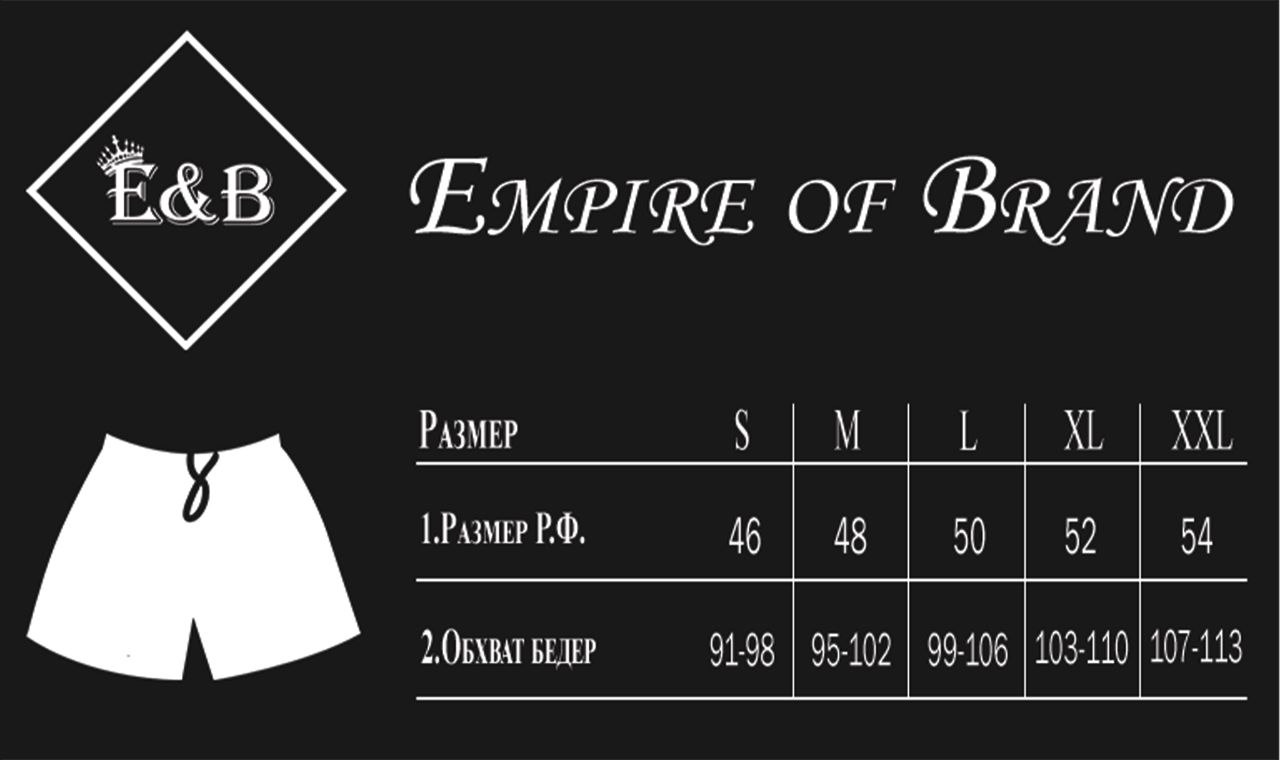 E&B
EMPIRE OF BRAND
РАЗМЕР S M L XL XXL
1.РАЗМЕР Р.Ф. 46 48 50 52 54
2.ОБХВАТ БЕДЕР 91-98 95-102 99-106 103-110 107-113